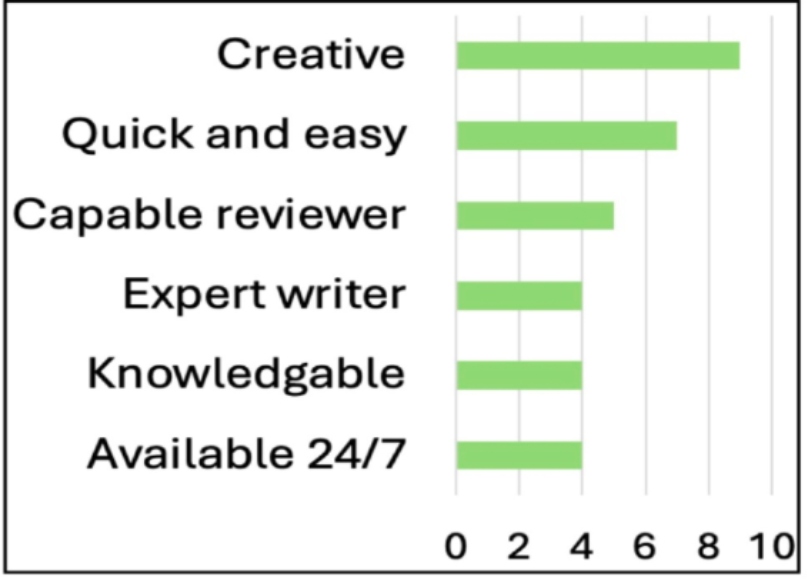 Creative
Quick and easy
Capable reviewer
Expert writer
Knowledgable
Available 24/7
0 2 4 6 8 10